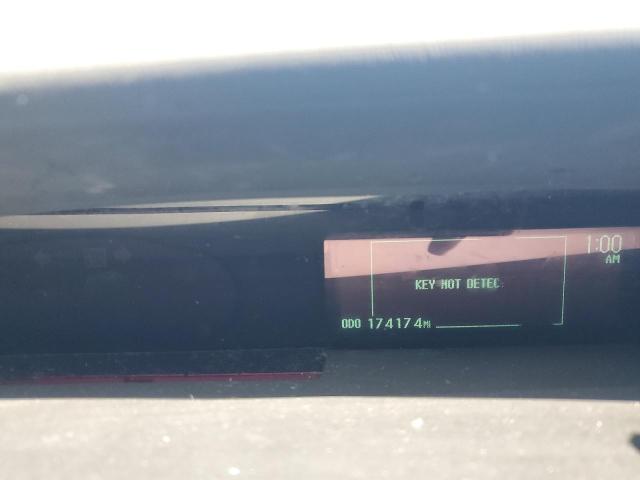 1:00
AM
KEY NOT DETEC
ODO 174174MI